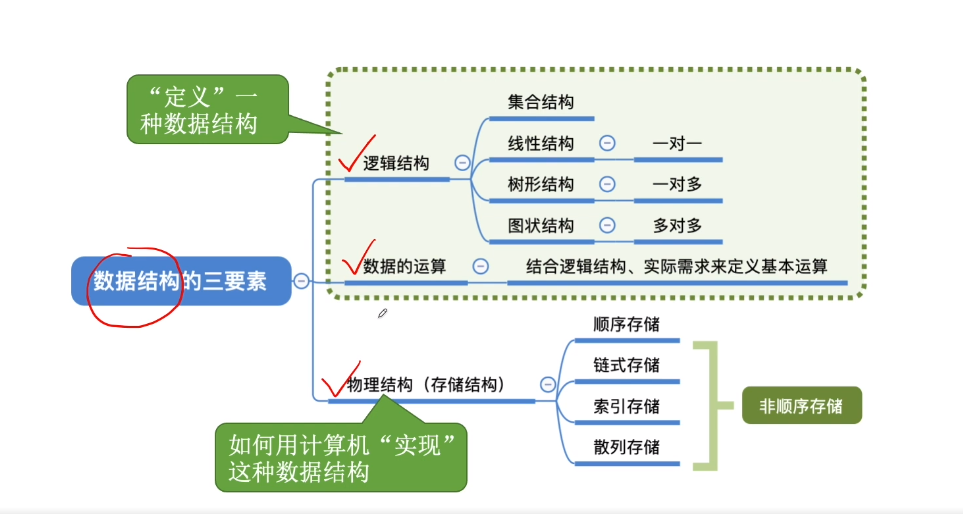 “定义”一
种数据结构
数据结构的三要素
逻辑结构
集合结构
线性结构
一对一
树形结构
一对多
图状结构
多对多
数据的运算
结合逻辑结构、实际需求来定义基本运算
物理结构（存储结构）
顺序存储
链式存储
索引存储
散列存储
非顺序存储
如何用计算机“实现”
这种数据结构